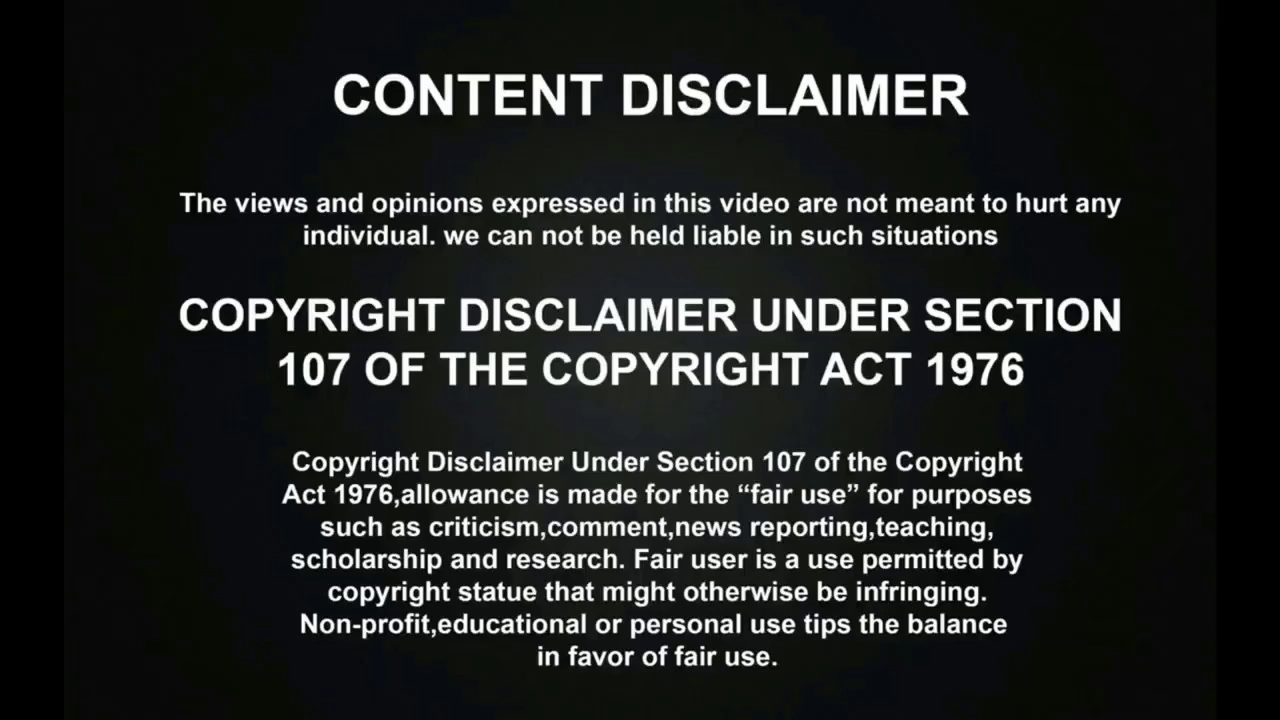 CONTENT DISCLAIMER
The views and opinions expressed in this video are not meant to hurt any
individual. we can not be held liable in such situations
COPYRIGHT DISCLAIMER UNDER SECTION
107 OF THE COPYRIGHT ACT 1976
Copyright Disclaimer Under Section 107 of the Copyright
Act 1976,allowance is made for the “fair use” for purposes
such as criticism,comment,news reporting,teaching,
scholarship and research. Fair user is a use permitted by
copyright statue that might otherwise be infringing.
Non-profit,educational or personal use tips the balance
in favor of fair use.